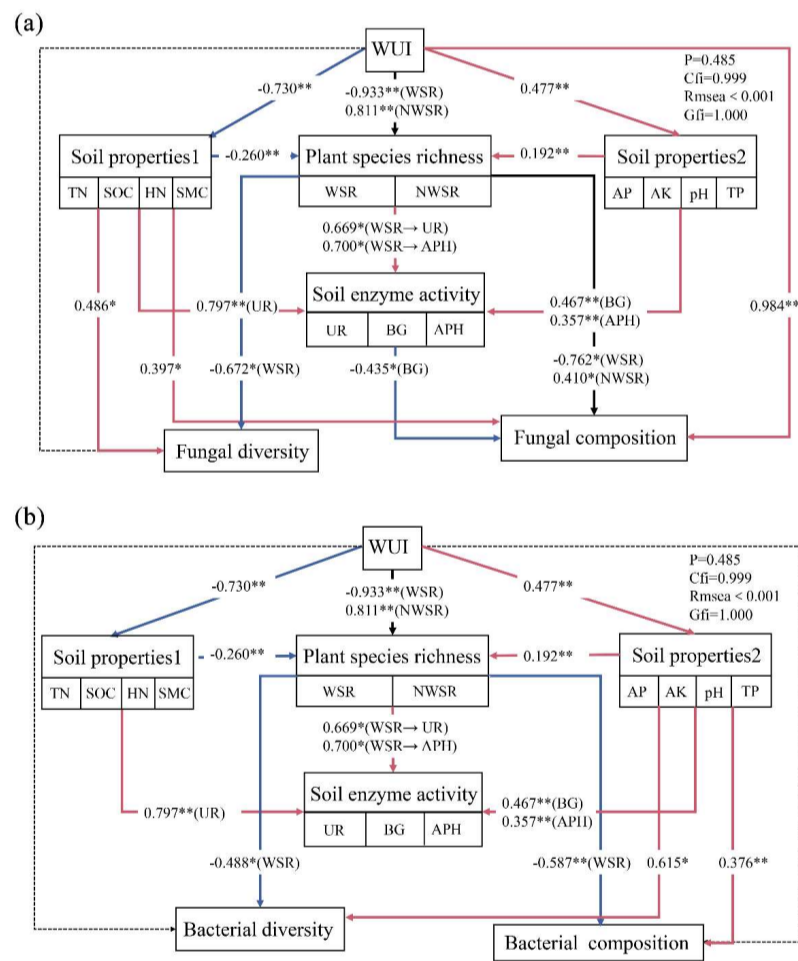 (a)
WUI
P=0.485
Cfi=0.999
Rmsea < 0.001
Gfi=1.000
-0.730**
-0.933**(WSR)
0.811**(NWSR)
0.477**
Soil properties1
-0.260**
Plant species richness
0.192**
Soil properties2
TN SOC HN SMC
WSR NWSR
AP AK pH TP
0.669*(WSR→ UR)
0.700*(WSR→ APH)
Soil enzyme activity
UR BG APH
0.486*
0.797**(UR)
0.467**(BG)
0.357**(APH)
0.984**
0.397*
-0.672*(WSR)
-0.435*(BG)
-0.762*(WSR)
0.410*(NWSR)
Fungal diversity
Fungal composition
(b)
WUI
P=0.485
Cfi=0.999
Rmsea < 0.001
Gfi=1.000
-0.730**
-0.933**(WSR)
0.811**(NWSR)
0.477**
Soil properties1
-0.260**
Plant species richness
0.192**
Soil properties2
TN SOC HN SMC
WSR NWSR
AP AK pH TP
0.669*(WSR→ UR)
0.700*(WSR→ APH)
Soil enzyme activity
UR BG APH
0.797**(UR)
0.467**(BG)
0.357**(APH)
-0.488*(WSR)
-0.587**(WSR)
0.615*
0.376**
Bacterial diversity
Bacterial composition